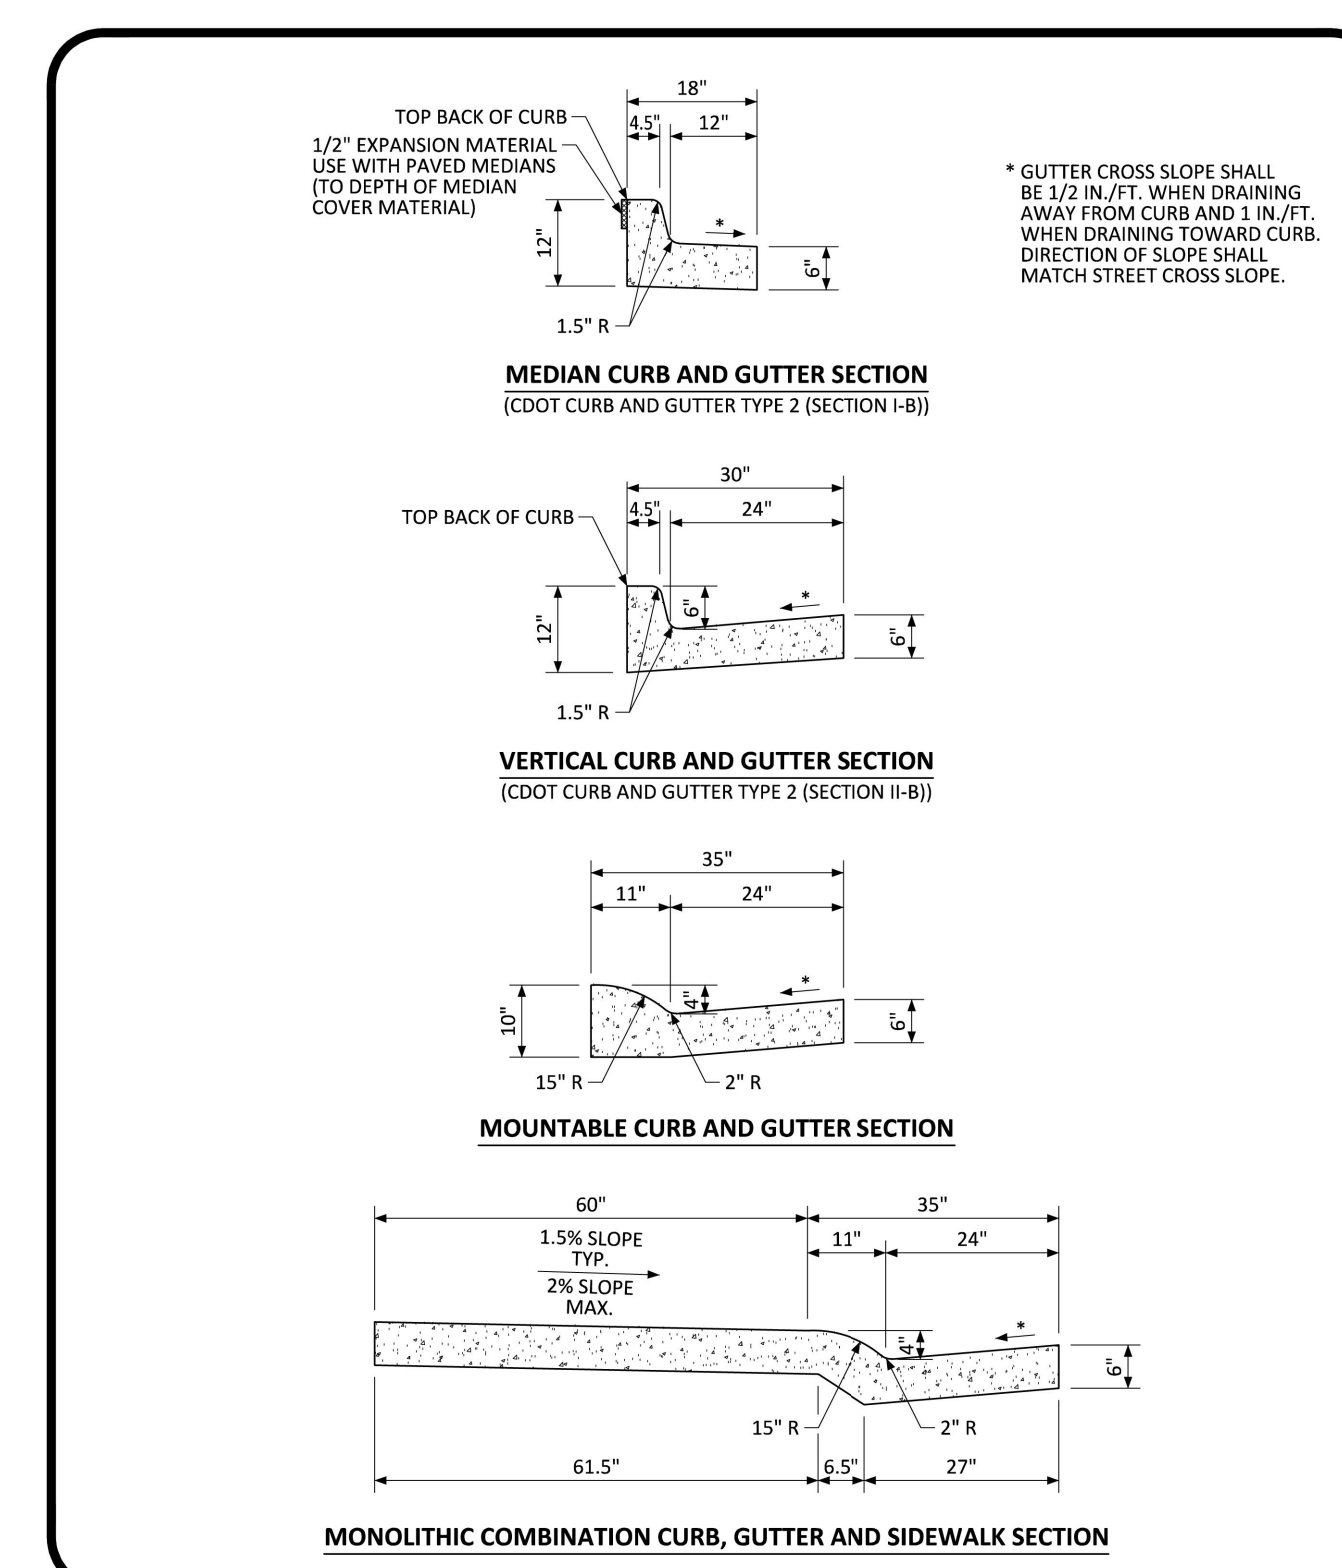 18"
TOP BACK OF CURB
4.5"
12"
1/2" EXPANSION MATERIAL
USE WITH PAVED MEDIANS
(TO DEPTH OF MEDIAN
COVER MATERIAL)
* GUTTER CROSS SLOPE SHALL
BE 1/2 IN./FT. WHEN DRAINING
AWAY FROM CURB AND 1 IN./FT.
WHEN DRAINING TOWARD CURB.
DIRECTION OF SLOPE SHALL
MATCH STREET CROSS SLOPE.
*
12"
6"
1.5" R
MEDIAN CURB AND GUTTER SECTION
(CDOT CURB AND GUTTER TYPE 2 (SECTION I-B))
30"
4.5"
24"
TOP BACK OF CURB
*
12"
6"
6"
1.5" R
VERTICAL CURB AND GUTTER SECTION
(CDOT CURB AND GUTTER TYPE 2 (SECTION II-B))
35"
11"
24"
*
10"
4"
6"
15" R
2" R
MOUNTABLE CURB AND GUTTER SECTION
60"
35"
1.5% SLOPE
TYP.
2% SLOPE
MAX.
11"
24"
*
4"
6"
15" R
2" R
61.5"
6.5"
27"
MONOLITHIC COMBINATION CURB, GUTTER AND SIDEWALK SECTION